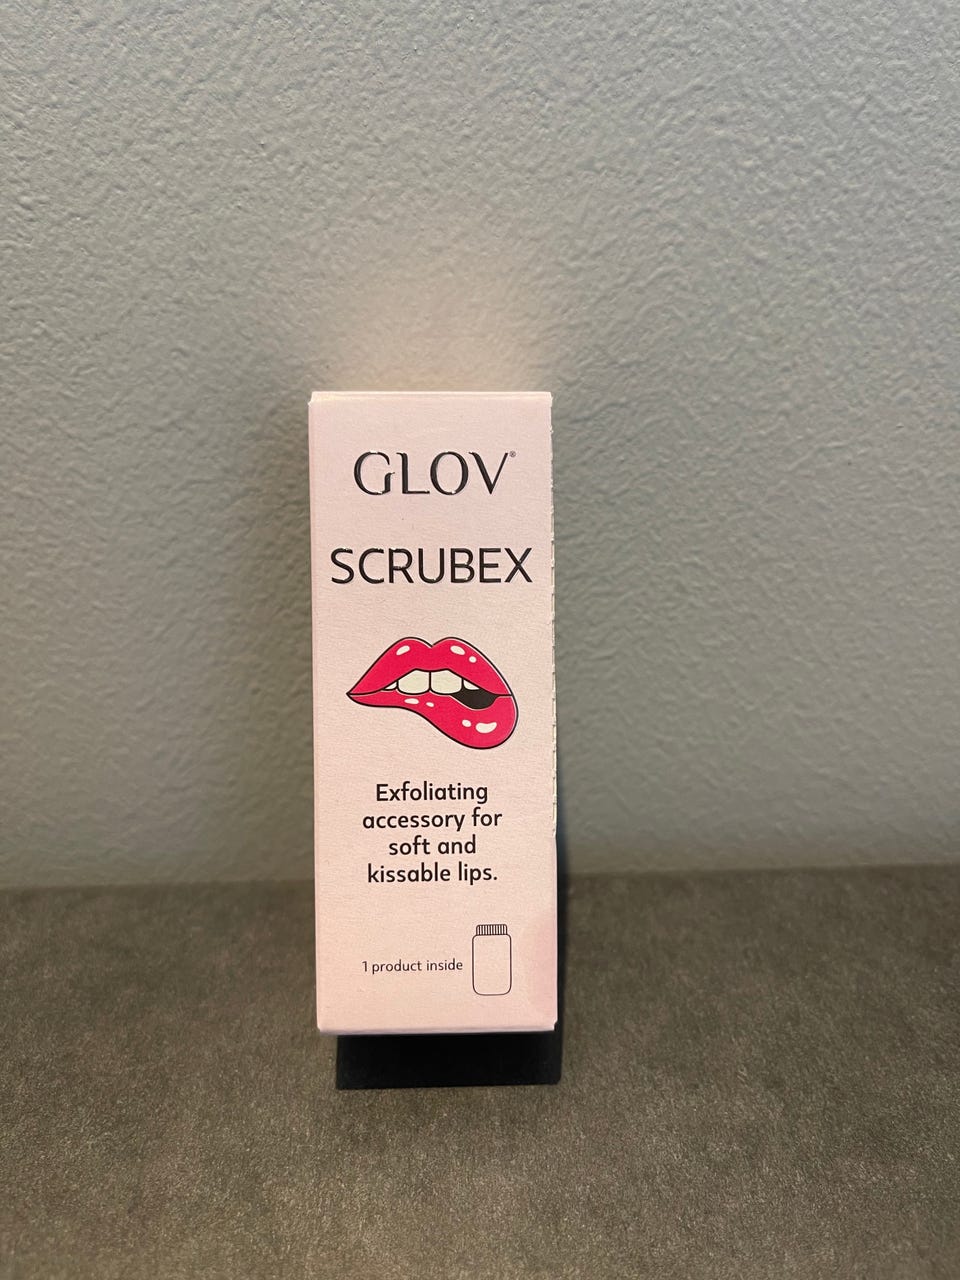 GLOV®
SCRUBEX
Exfoliating
accessory for
soft and
kissable lips.
1 product inside